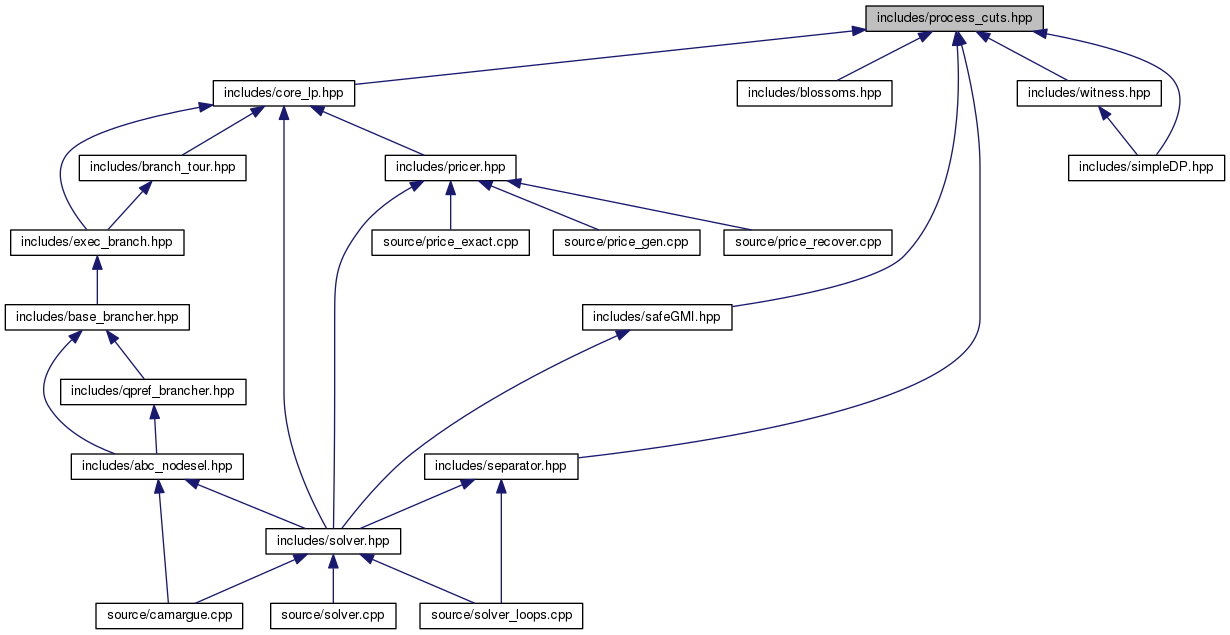 includes/process_cuts.hpp
includes/core_lp.hpp
includes/blossoms.hpp
includes/witness.hpp
includes/branch_tour.hpp
includes/pricer.hpp
includes/simpleDP.hpp
includes/exec_branch.hpp
source/price_exact.cpp
source/price_gen.cpp
source/price_recover.cpp
includes/base_brancher.hpp
includes/safeGMI.hpp
includes/qpref_brancher.hpp
includes/abc_nodesel.hpp
includes/separator.hpp
includes/solver.hpp
source/camargue.cpp
source/solver.cpp
source/solver_loops.cpp